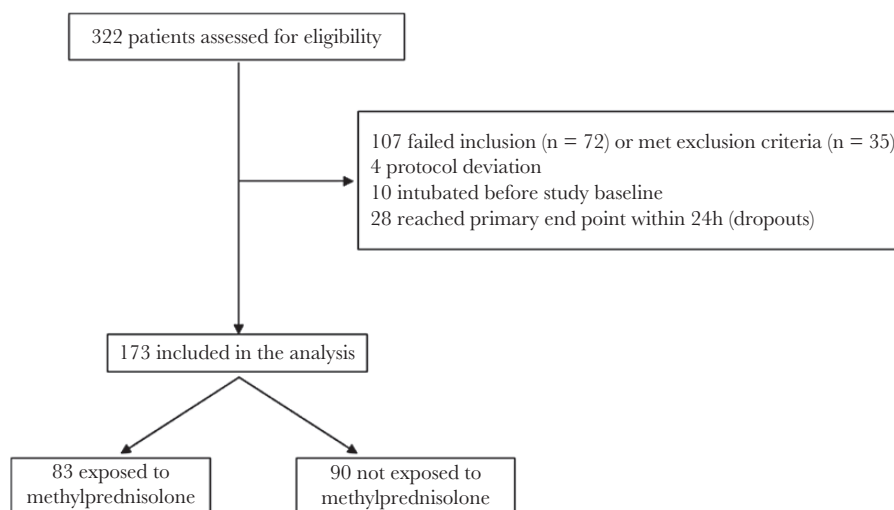 322 patients assessed for eligibility
107 failed inclusion (n = 72) or met exclusion criteria (n = 35)
4 protocol deviation
10 intubated before study baseline
28 reached primary end point within 24h (dropouts)
173 included in the analysis
83 exposed to
methylprednisolone
90 not exposed to
methylprednisolone